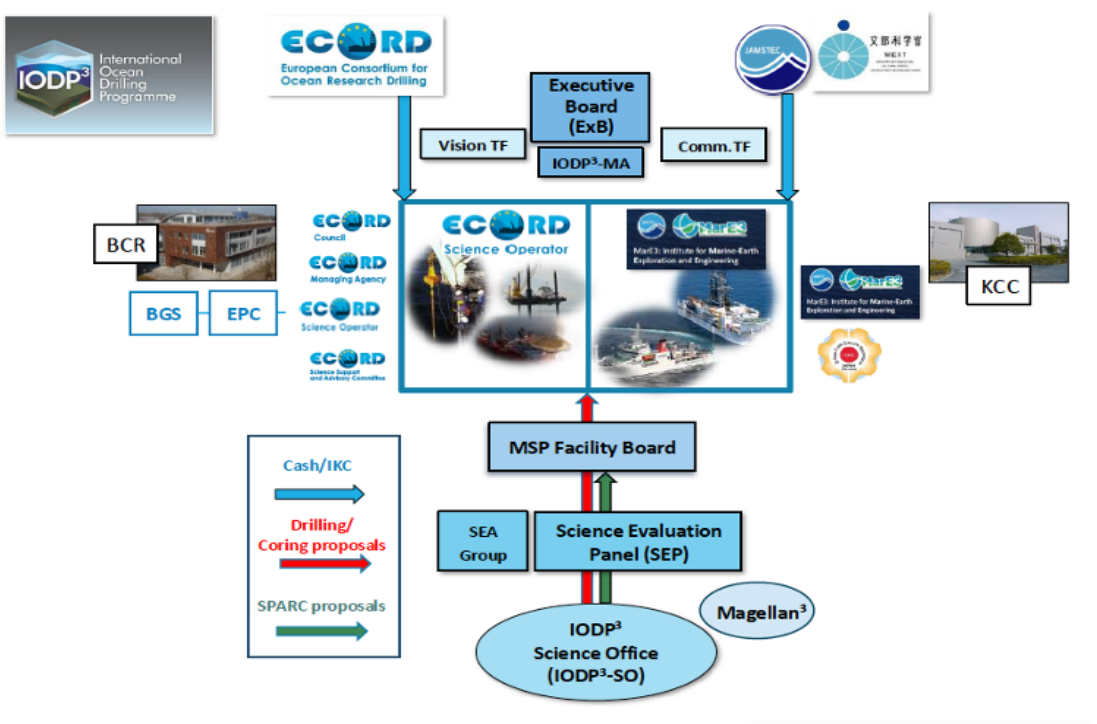 IODP³
International
Ocean
Drilling
Programme
ECORD
European Consortium for
Ocean Research Drilling
JAMSTEC
文部科学省
MEXT
Executive
Board
(ExB)
Vision TF
Comm.TF
IODP³-MA
BCR
ECORD
Council
ECORD
Managing Agency
BGS
EPC
ECORD
Science Operator
ECORD
Science Support
and Advisory Committee
ECORD
Science Operator
MarE3
MarE3: Institute for Marine-Earth
Exploration and Engineering
MarE3
MarE3: Institute for Marine-Earth
Exploration and Engineering
KCC
MSP Facility Board
Cash/IKC
Drilling/
Coring proposals
SPARC proposals
SEA
Group
Science Evaluation
Panel (SEP)
Magellan³
IODP³
Science Office
(IODP³-SO)